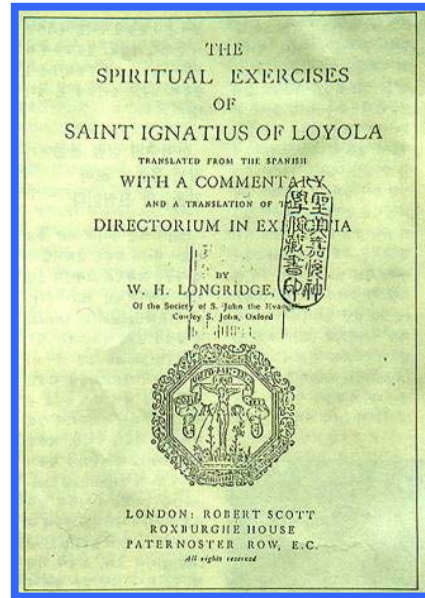 THE
SPIRITUAL EXERCISES
OF
SAINT IGNATIUS OF LOYOLA
TRANSLATED FROM THE SPANISH
WITH A COMMENTARY
AND A TRANSLATION OF
DIRECTORIUM IN
BY
W. H. LONGRIDGE,
Of the Society of S. John the
Cowley S. John, Oxford
LONDON: ROBERT SCOTT
ROXBURGHE HOUSE
PATERNOSTER ROW, E.C.
All rights reserved